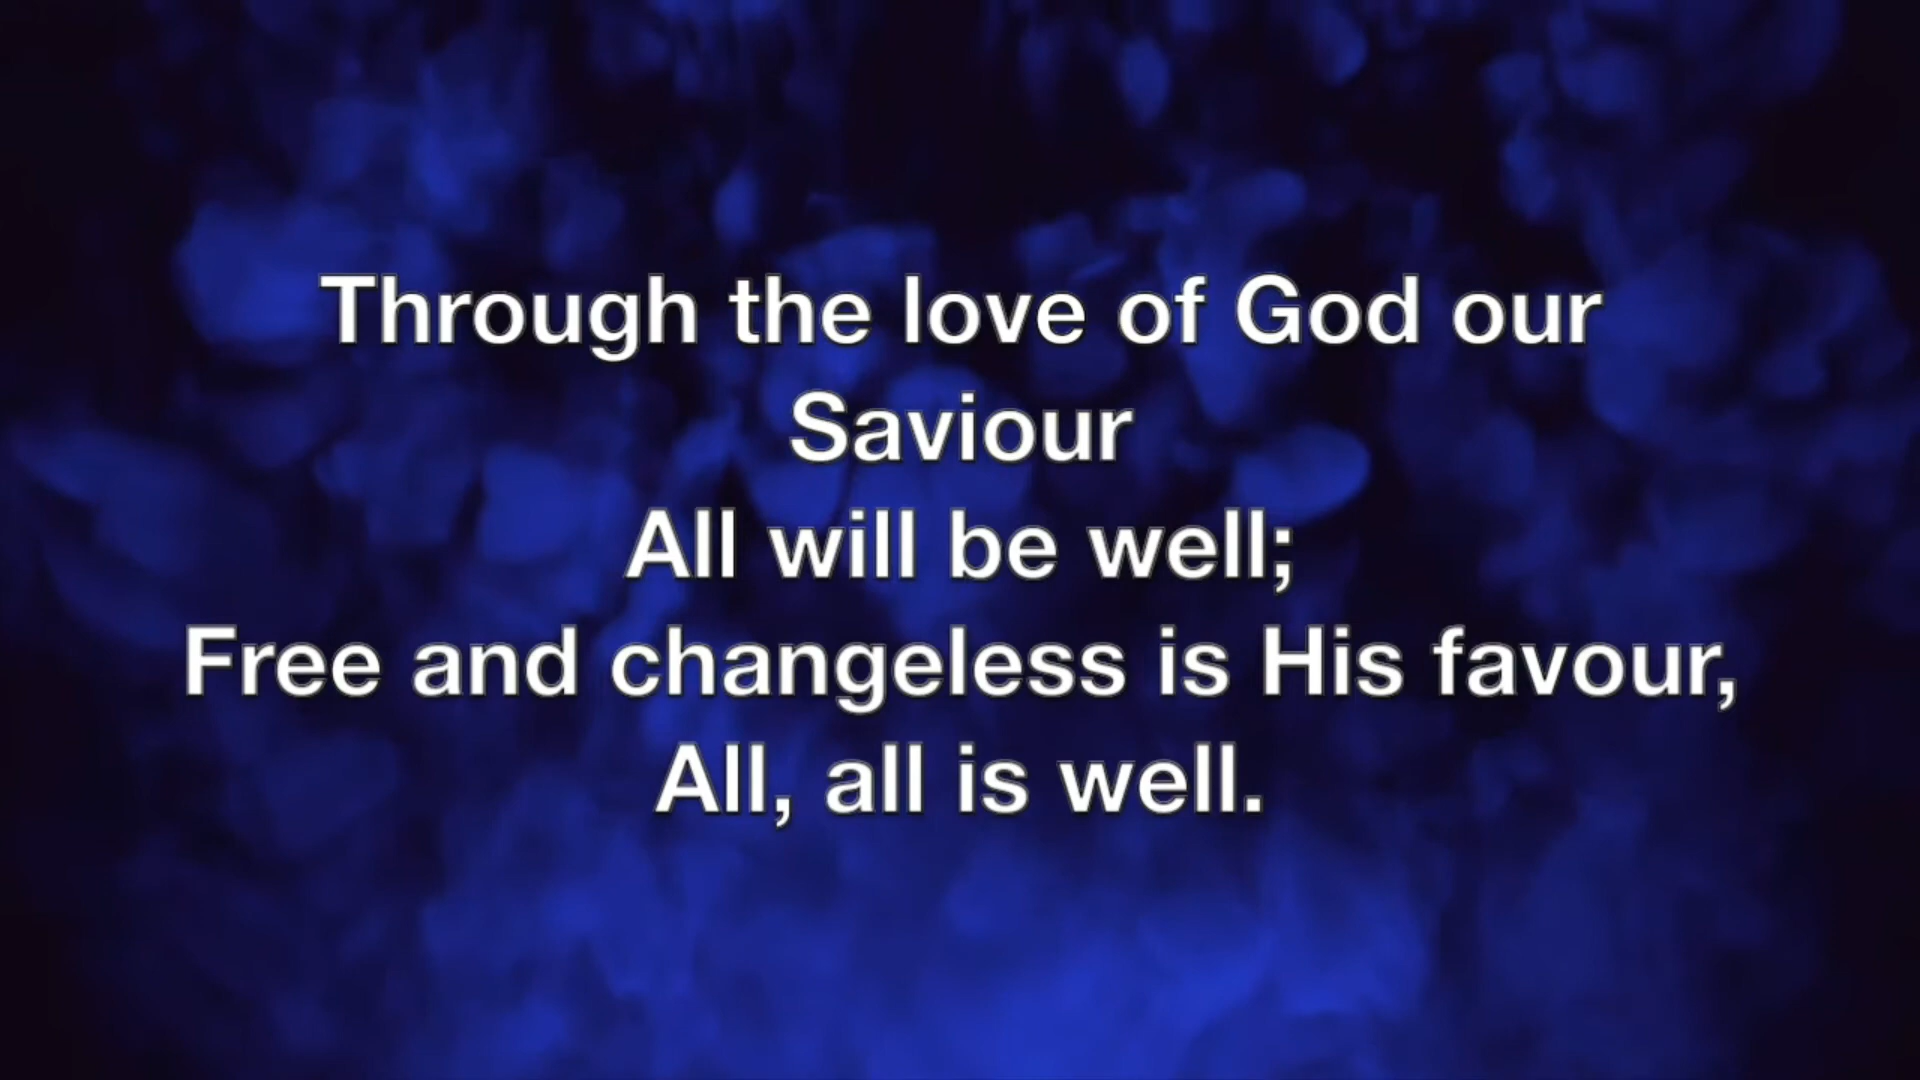 Through the love of God our
Saviour
All will be well;
Free and changeless is His favour,
All, all is well.